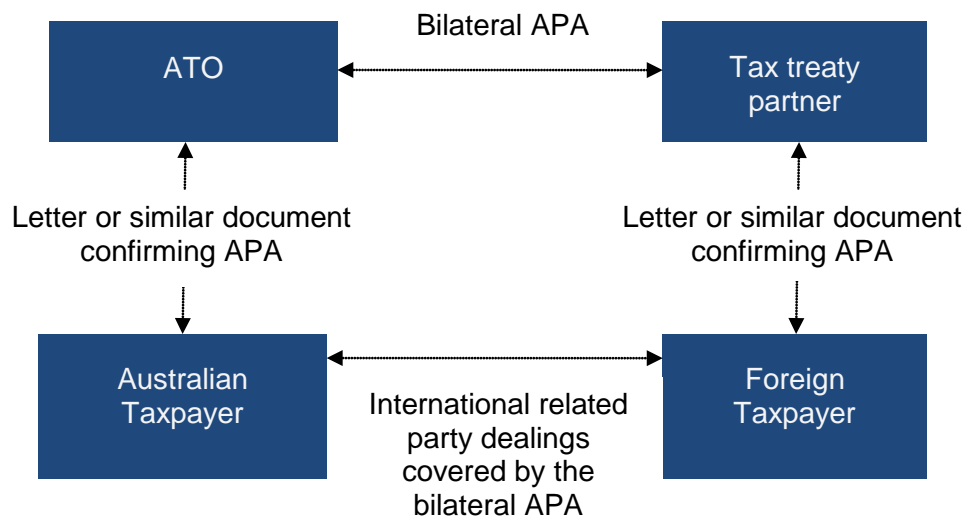 Bilateral APA
ATO
Tax treaty
partner
Letter or similar document
confirming APA
Letter or similar document
confirming APA
Australian
Taxpayer
Foreign
Taxpayer
International related
party dealings
covered by the
bilateral APA